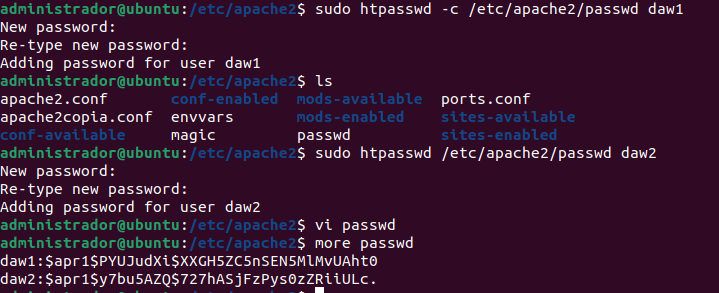 administrador@ubuntu:/etc/apache2$ sudo htpasswd -c /etc/apache2/passwd daw1
New password:
Re-type new password:
Adding password for user daw1
administrador@ubuntu:/etc/apache2$ ls
apache2.conf conf-enabled mods-available ports.conf
apache2copia.conf envvars mods-enabled sites-available
conf-available magic passwd sites-enabled
administrador@ubuntu:/etc/apache2$ sudo htpasswd /etc/apache2/passwd daw2
New password:
Re-type new password:
Adding password for user daw2
administrador@ubuntu:/etc/apache2$ vi passwd
administrador@ubuntu:/etc/apache2$ more passwd
daw1:$apr1$PYUJudXi$XXGH5ZC5nSEN5MlMvUAht0
daw2:$apr1$y7bu5AZQ$727hASjFzPys0zZRiiULc.
administrador@ubuntu:/etc/apache2$